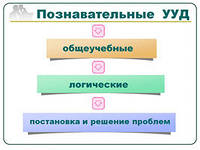 Познавательные УУД
общеучебные
логические
постановка и решение проблем